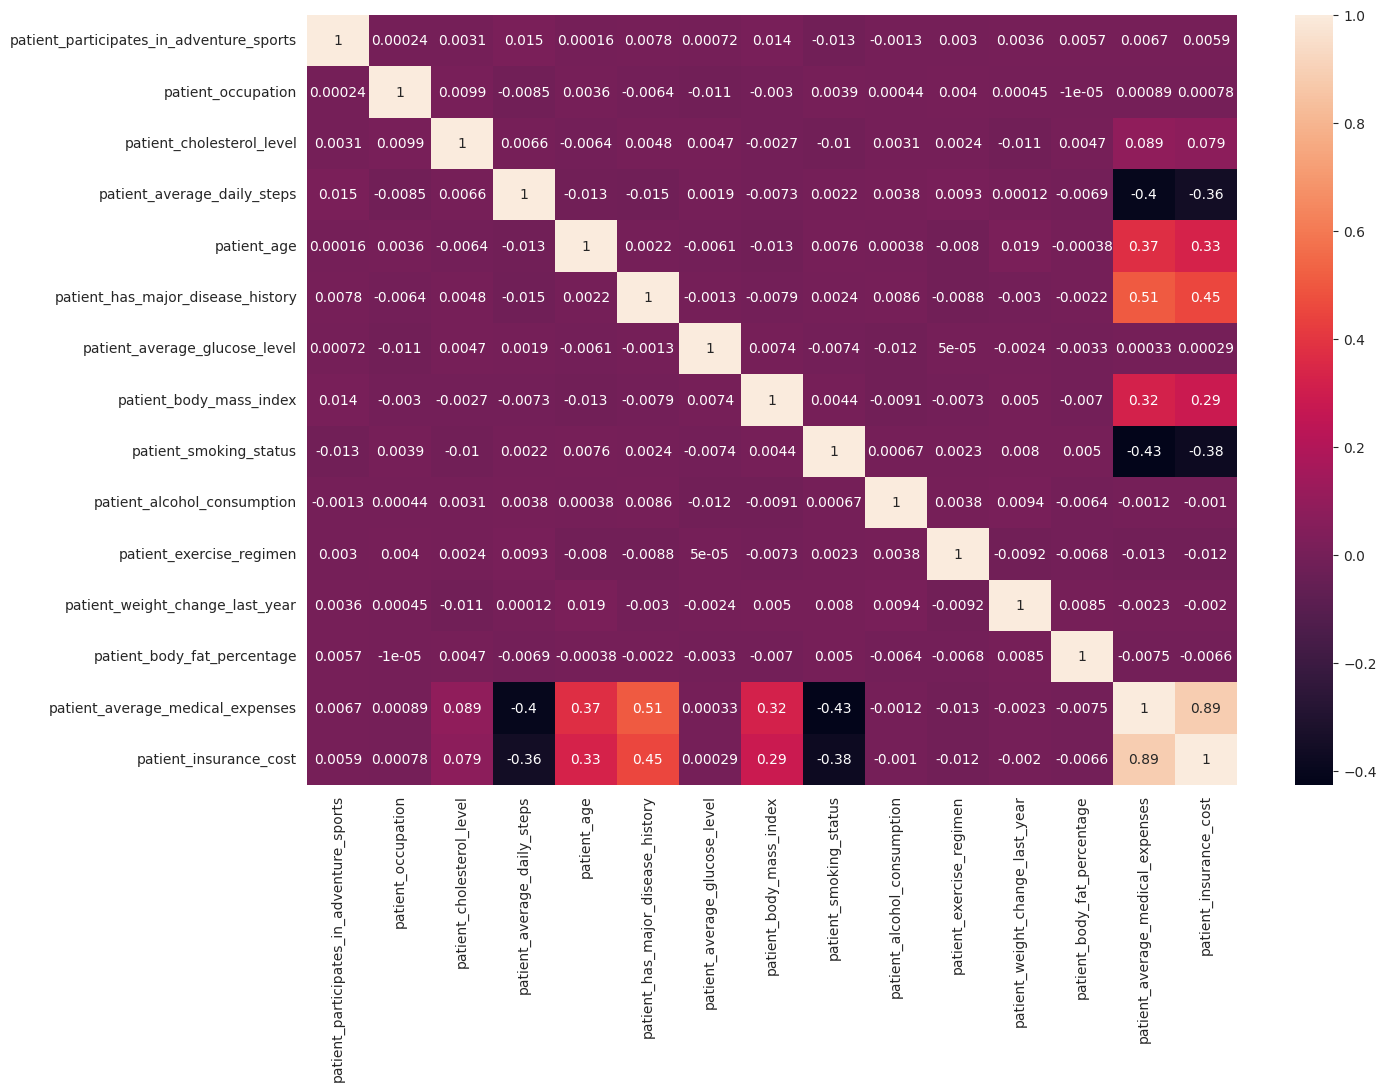 patient_participates_in_adventure_sports 1 0.00024 0.0031 0.015 0.00016 0.0078 0.00072 0.014 -0.013 -0.0013 0.003 0.0036 0.0057 0.0067 0.0059
patient_occupation 0.00024 1 0.0099 -0.0085 0.0036 -0.0064 -0.011 -0.003 0.0039 0.00044 0.004 0.00045 -1e-05 0.00089 0.00078
patient_cholesterol_level 0.0031 0.0099 1 0.0066 -0.0064 0.0048 0.0047 -0.0027 -0.01 0.0031 0.0024 -0.011 0.0047 0.089 0.079
patient_average_daily_steps 0.015 -0.0085 0.0066 1 -0.013 -0.015 0.0019 -0.0073 0.0022 0.0038 0.0093 0.00012 -0.0069 -0.4 -0.36
patient_age 0.00016 0.0036 -0.0064 -0.013 1 0.0022 -0.0061 -0.013 0.0076 0.00038 -0.008 0.019 -0.00038 0.37 0.33
patient_has_major_disease_history 0.0078 -0.0064 0.0048 -0.015 0.0022 1 -0.0013 -0.0079 0.0024 0.0086 -0.0088 -0.003 -0.0022 0.51 0.45
patient_average_glucose_level 0.00072 -0.011 0.0047 0.0019 -0.0061 -0.0013 1 0.0074 -0.0074 -0.012 5e-05 -0.0024 -0.0033 0.00033 0.00029
patient_body_mass_index 0.014 -0.003 -0.0027 -0.0073 -0.013 -0.0079 0.0074 1 0.0044 -0.0091 -0.0073 0.005 -0.007 0.32 0.29
patient_smoking_status -0.013 0.0039 -0.01 0.0022 0.0076 0.0024 -0.0074 0.0044 1 0.00067 0.0023 0.008 0.005 -0.43 -0.38
patient_alcohol_consumption -0.0013 0.00044 0.0031 0.0038 0.00038 0.0086 -0.012 -0.0091 0.00067 1 0.0038 0.0094 -0.0064 -0.0012 -0.001
patient_exercise_regimen 0.003 0.004 0.0024 0.0093 -0.008 -0.0088 5e-05 -0.0073 0.0023 0.0038 1 -0.0092 -0.0068 -0.013 -0.012
patient_weight_change_last_year 0.0036 0.00045 -0.011 0.00012 0.019 -0.003 -0.0024 0.005 0.008 0.0094 -0.0092 1 0.0085 -0.0023 -0.002
patient_body_fat_percentage 0.0057 -1e-05 0.0047 -0.0069 -0.00038 -0.0022 -0.0033 -0.007 0.005 -0.0064 -0.0068 0.0085 1 -0.0075 -0.0066
patient_average_medical_expenses 0.0067 0.00089 0.089 -0.4 0.37 0.51 0.00033 0.32 -0.43 -0.0012 -0.013 -0.0023 -0.0075 1 0.89
patient_insurance_cost 0.0059 0.00078 0.079 -0.36 0.33 0.45 0.00029 0.29 -0.38 -0.001 -0.012 -0.002 -0.0066 0.89 1
patient_participates_in_adventure_sports
patient_occupation
patient_cholesterol_level
patient_average_daily_steps
patient_age
patient_has_major_disease_history
patient_average_glucose_level
patient_body_mass_index
patient_smoking_status
patient_alcohol_consumption
patient_exercise_regimen
patient_weight_change_last_year
patient_body_fat_percentage
patient_average_medical_expenses
patient_insurance_cost
1.0
0.8
0.6
0.4
0.2
0.0
−0.2
−0.4